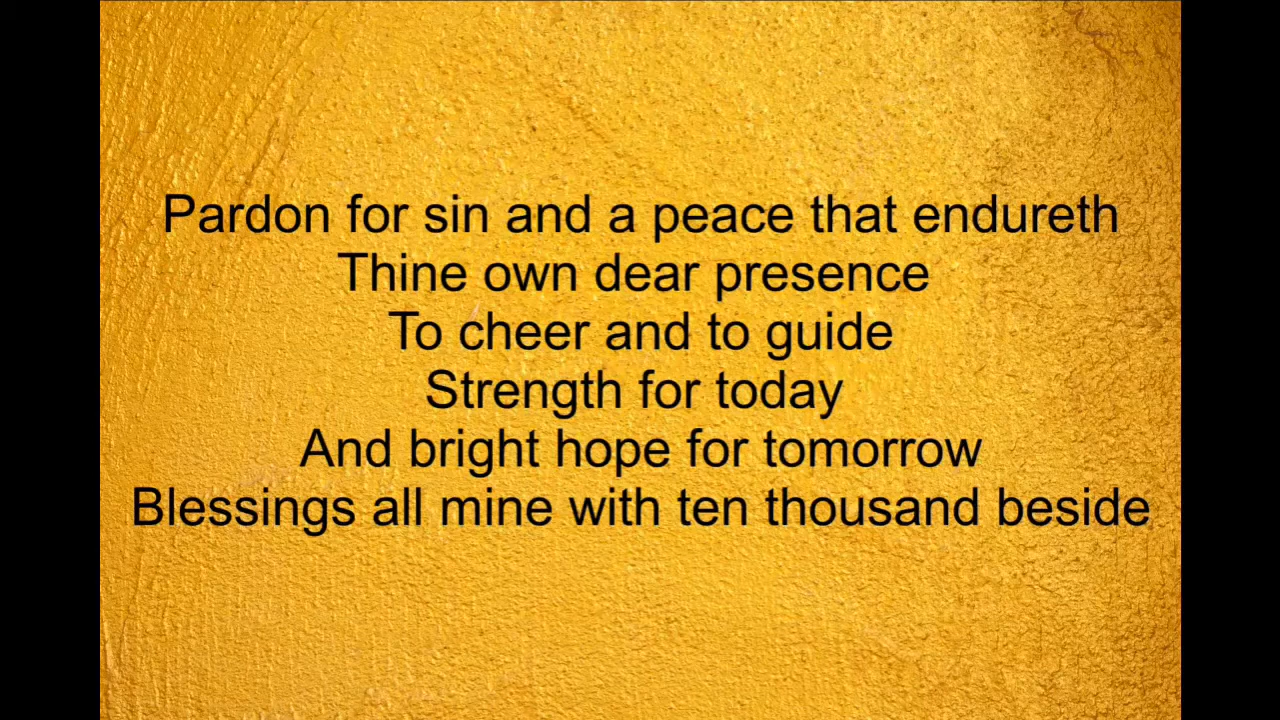 Pardon for sin and a peace that endureth
Thine own dear presence
To cheer and to guide
Strength for today
And bright hope for tomorrow
Blessings all mine with ten thousand beside